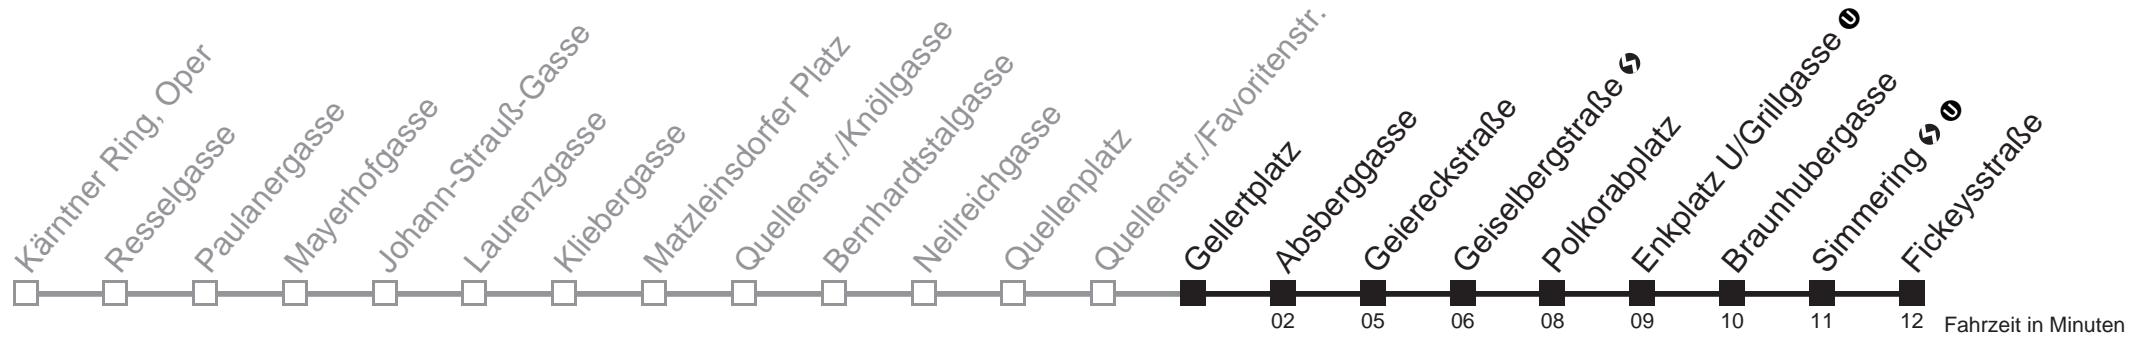 Kärntner Ring, Oper
Resselgasse
Paulanergasse
Mayerhofgasse
Johann-Strauß-Gasse
Laurenzgasse
Kliebergasse
Matzleinsdorfer Platz
Quellenstr./Knöllgasse
Bernhardtstalgasse
Neilreichgasse
Quellenplatz
Quellenstr./Favoritenstr.
Gellertplatz
Absberggasse
Geiereckstraße
Geiselbergstraße
Polkorabplatz
Enkplatz U/Grillgasse U
Braunhubergasse
Simmering U
Fickeysstraße
02 05 06 08 09 10 11 12 Fahrzeit in Minuten